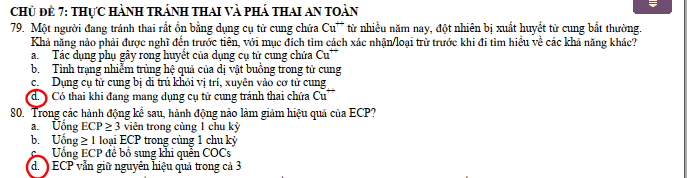 CHỦ ĐỀ 7: THỰC HÀNH TRÁNH THAI VÀ PHÁ THAI AN TOÀN
79. Một người đang tránh thai rất ổn bằng dụng cụ tử cung chứa Cu⁺⁺ từ nhiều năm nay, đột nhiên bị xuất huyết tử cung bất thường.
Khả năng nào phải được nghĩ đến trước tiên, với mục đích tìm cách xác nhận/loại trừ trước khi đi tìm hiểu về các khả năng khác?
a. Tác dụng phụ gây rong huyết của dụng cụ tử cung chứa Cu⁺⁺
b. Tình trạng nhiễm trùng hệ quả của dị vật buồng trong tử cung
c. Dụng cụ tử cung bị di trú khỏi vị trí, xuyên vào cơ tử cung
d. Có thai khi đang mang dụng cụ tử cung tránh thai chứa Cu⁺⁺
80. Trong các hành động kể sau, hành động nào làm giảm hiệu quả của ECP?
a. Uống ECP ≥ 3 viên trong cùng 1 chu kỳ
b. Uống ≥ 1 loại ECP trong cùng 1 chu kỳ
c. Uống ECP để bổ sung khi quên COCs
d. ECP vẫn giữ nguyên hiệu quả trong cả 3